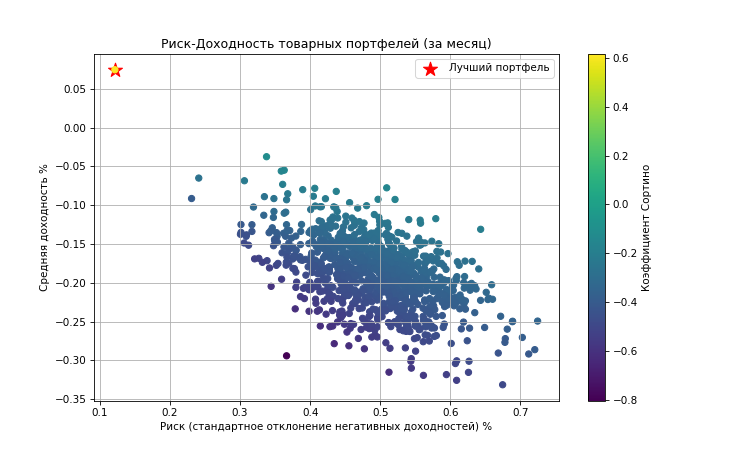 Риск-Доходность товарных портфелей (за месяц)
Лучший портфель
Средняя доходность %
0.05
0.00
−0.05
−0.10
−0.15
−0.20
−0.25
−0.30
−0.35
0.1 0.2 0.3 0.4 0.5 0.6 0.7
Риск (стандартное отклонение негативных доходностей) %
0.6
0.4
0.2
0.0
−0.2
−0.4
−0.6
−0.8
Коэффициент Сортино